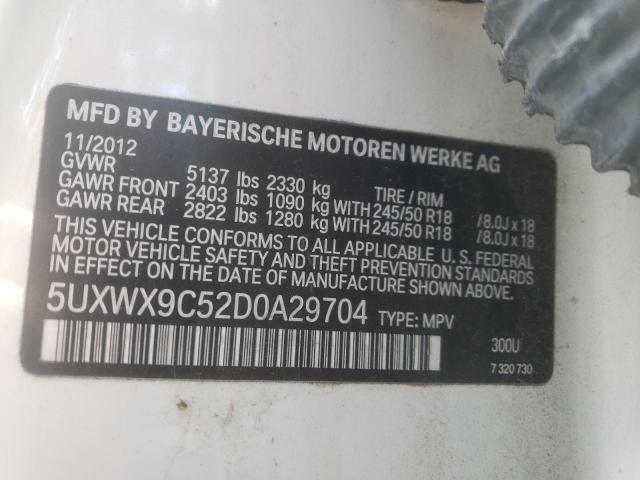 MFD BY BAYERISCHE MOTOREN WERKE AG
11/2012
GVWR 5137 lbs 2330 kg TIRE / RIM
GAWR FRONT 2403 lbs 1090 kg WITH 245/50 R18 /8.0J x 18
GAWR REAR 2822 lbs 1280 kg WITH 245/50 R18 /8.0J x 18
THIS VEHICLE CONFORMS TO ALL APPLICABLE U.S. FEDERAL
MOTOR VEHICLE SAFETY AND THEFT PREVENTION STANDARDS
IN EFFECT ON THE DATE OF MANUFACTURE SHOWN ABOVE.
5UXWX9C52D0A29704 TYPE: MPV
300U
7 320 730